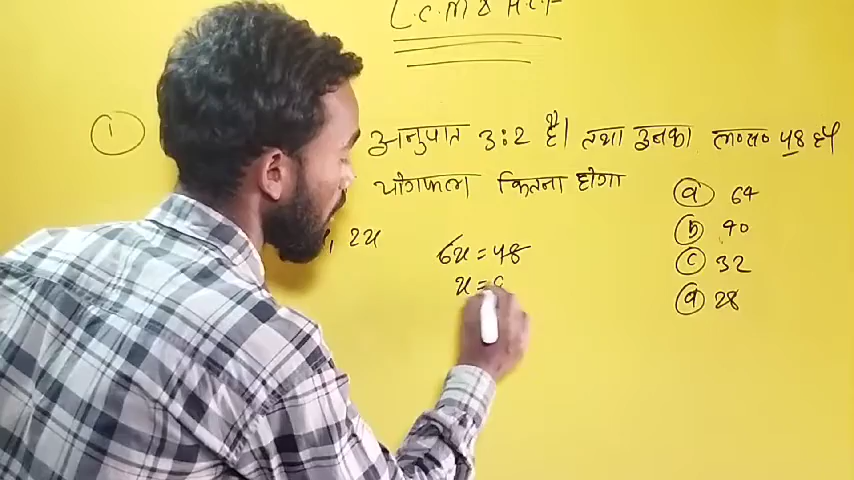 L.C.M & H.C.F
① अनुपात 3:2 है। तथा उनका ल०स० 48 है।
योगफल कितना होगा
ⓐ 64
ⓑ 40
ⓒ 32
ⓓ 28
, 2x
6x = 48
x =